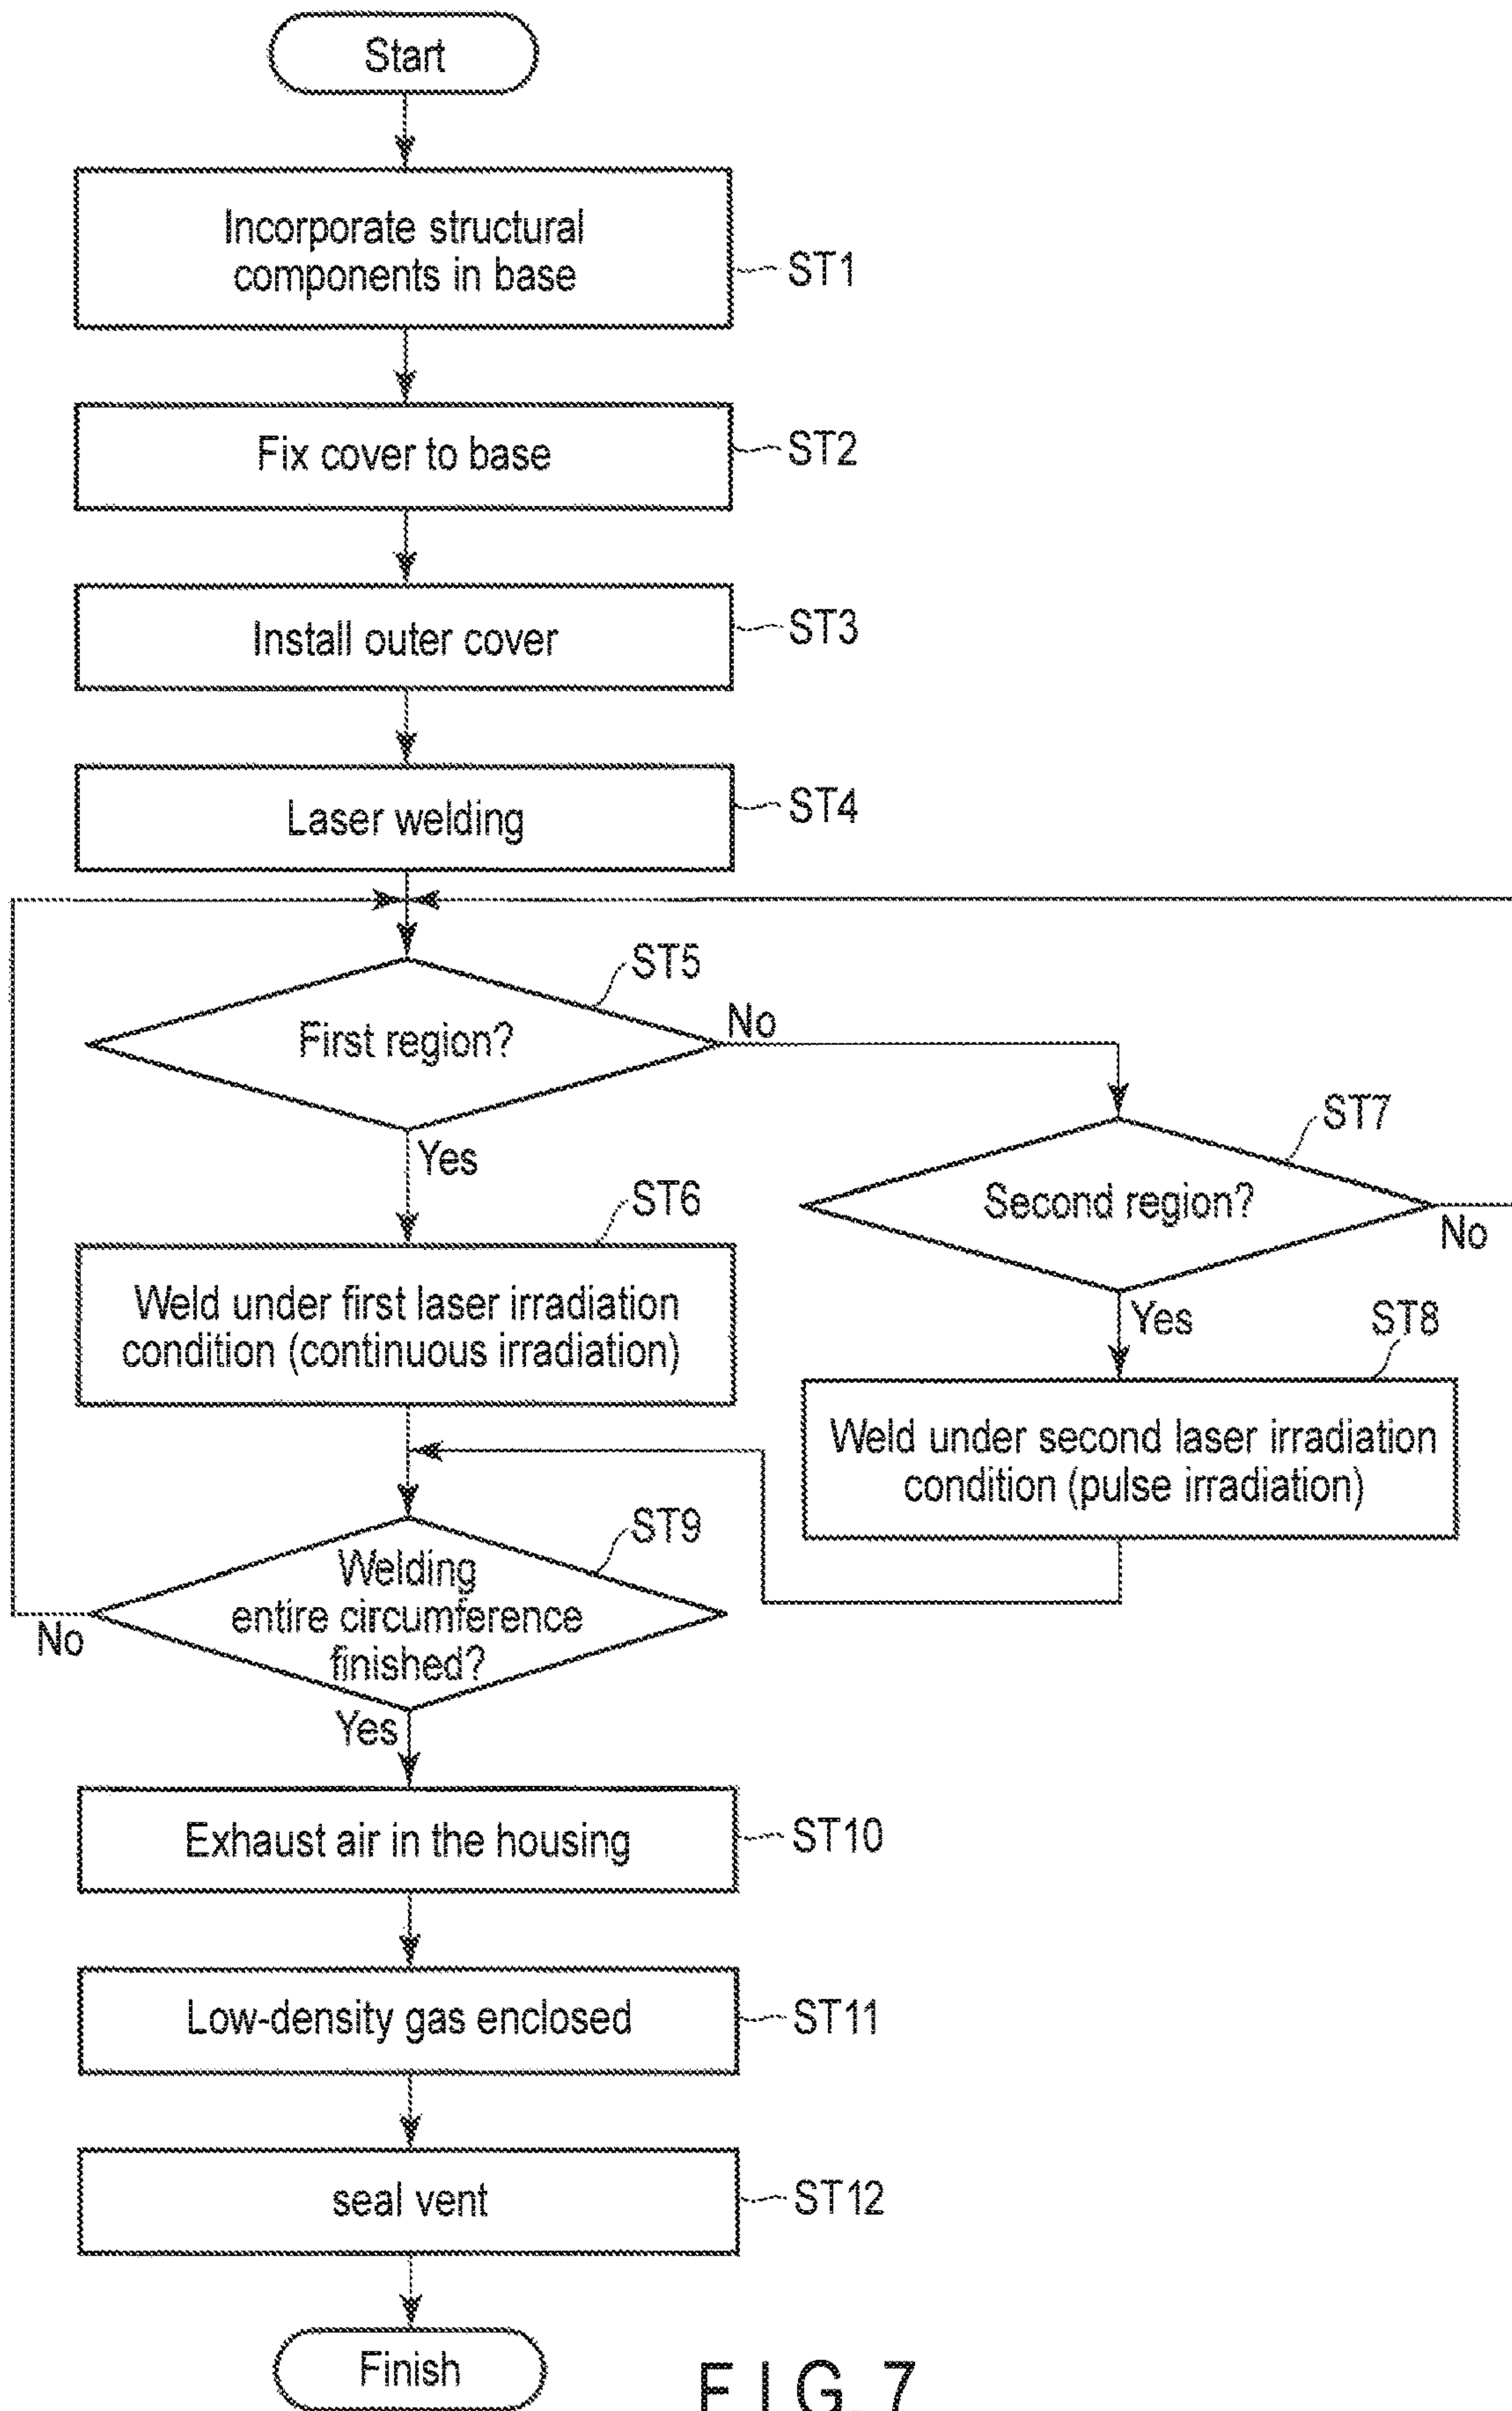 Start
Incorporate structural
components in base
ST1
Fix cover to base
ST2
Install outer cover
ST3
Laser welding
ST4
ST5
First region?
No
Yes
ST7
Second region?
No
Yes
ST6
Weld under first laser irradiation
condition (continuous irradiation)
ST8
Weld under second laser irradiation
condition (pulse irradiation)
ST9
Welding
entire circumference
finished?
No
Yes
Exhaust air in the housing
ST10
Low-density gas enclosed
ST11
seal vent
ST12
Finish
FIG. 7